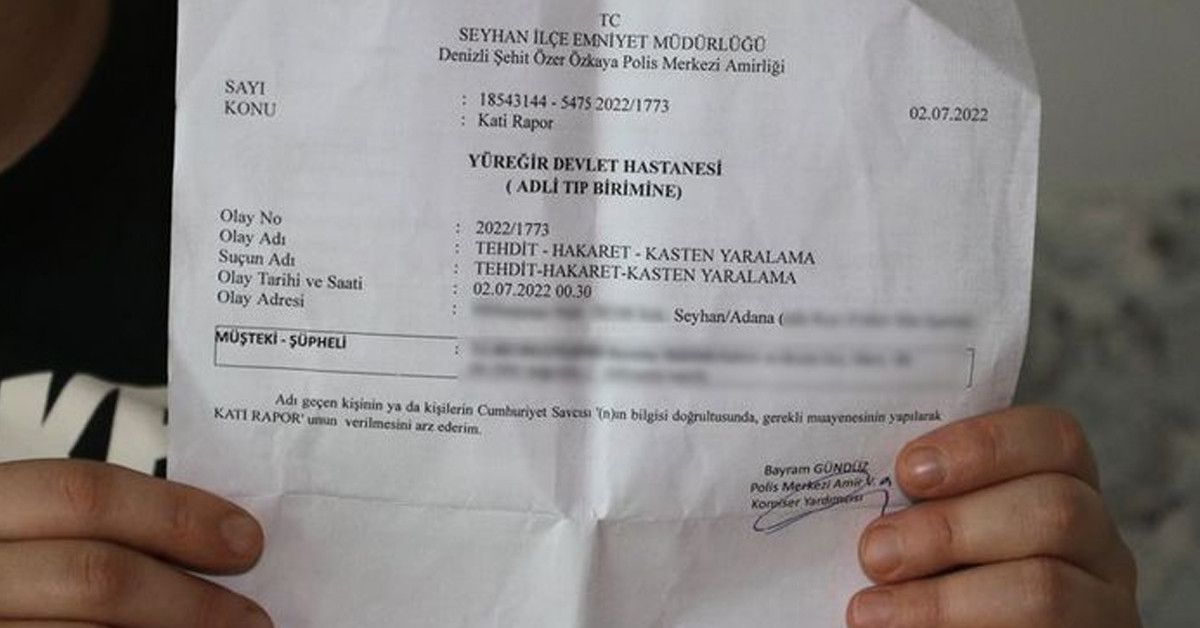 TC
SEYHAN İLÇE EMNİYET MÜDÜRLÜĞÜ
Denizli Şehit Özer Özkaya Polis Merkezi Amirliği
SAYI : 18543144 - 5475 2022/1773 02.07.2022
KONU : Kati Rapor
YÜREĞİR DEVLET HASTANESİ
( ADLİ TIP BİRİMİNE)
Olay No : 2022/1773
Olay Adı : TEHDİT - HAKARET - KASTEN YARALAMA
Suçun Adı : TEHDİT-HAKARET-KASTEN YARALAMA
Olay Tarihi ve Saati : 02.07.2022 00.30
Olay Adresi : Seyhan/Adana (
MÜŞTEKİ - ŞÜPHELİ :
Adı geçen kişinin ya da kişilerin Cumhuriyet Savcısı '(n)ın bilgisi doğrultusunda, gerekli muayenesinin yapılarak
KATİ RAPOR' unun verilmesini arz ederim.
Bayram GÜNDÜZ
Polis Merkezi Amir V.
Komiser Yardımcısı